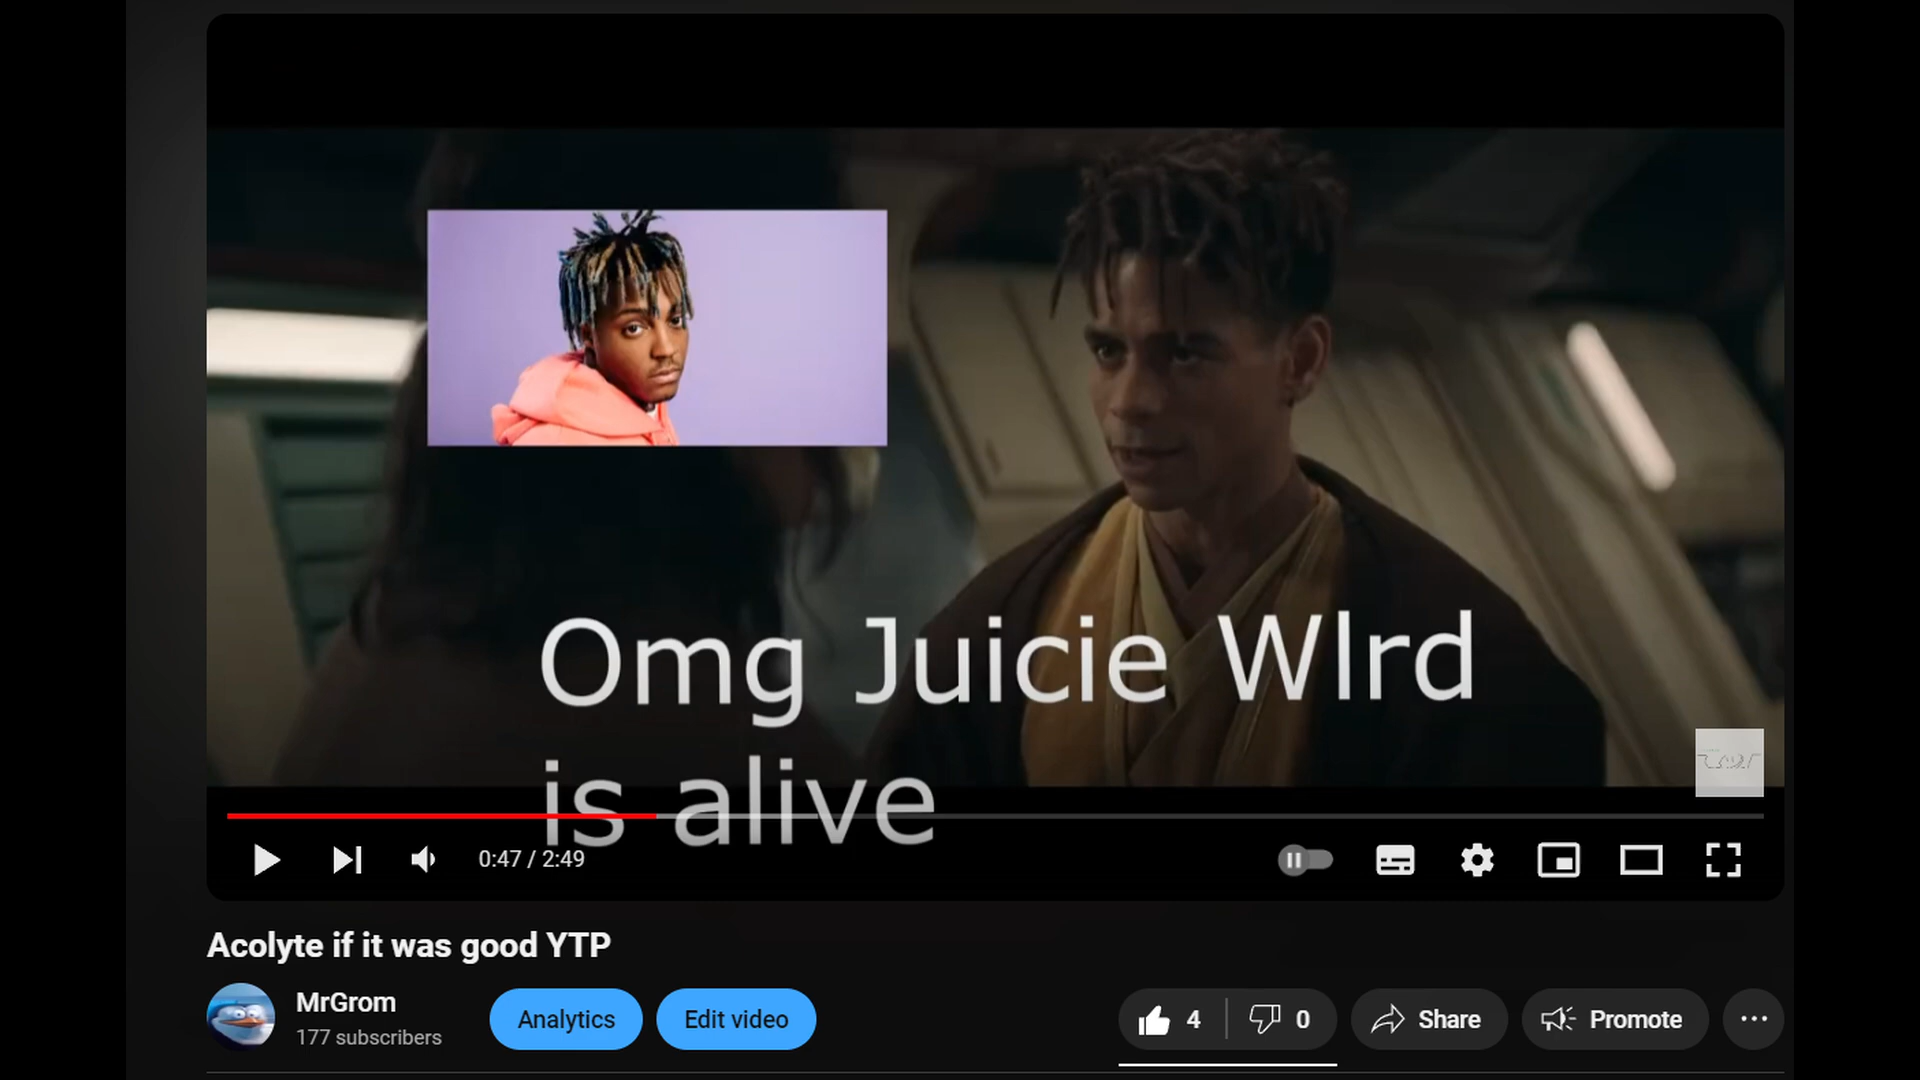 Omg Juicie Wlrd
is alive
0:47 / 2:49
Acolyte if it was good YTP
MrGrom
177 subscribers
Analytics
Edit video
4
0
Share
Promote